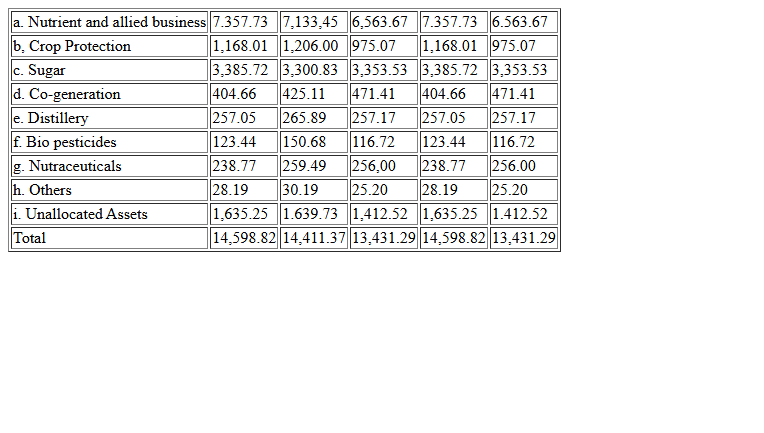 a. Nutrient and allied business 7.357.73 7,133,45 6,563.67 7.357.73 6.563.67
b, Crop Protection 1,168.01 1,206.00 975.07 1,168.01 975.07
c. Sugar 3,385.72 3,300.83 3,353.53 3,385.72 3,353.53
d. Co-generation 404.66 425.11 471.41 404.66 471.41
e. Distillery 257.05 265.89 257.17 257.05 257.17
f. Bio pesticides 123.44 150.68 116.72 123.44 116.72
g. Nutraceuticals 238.77 259.49 256,00 238.77 256.00
h. Others 28.19 30.19 25.20 28.19 25.20
i. Unallocated Assets 1,635.25 1.639.73 1,412.52 1,635.25 1.412.52
Total 14,598.82 14,411.37 13,431.29 14,598.82 13,431.29